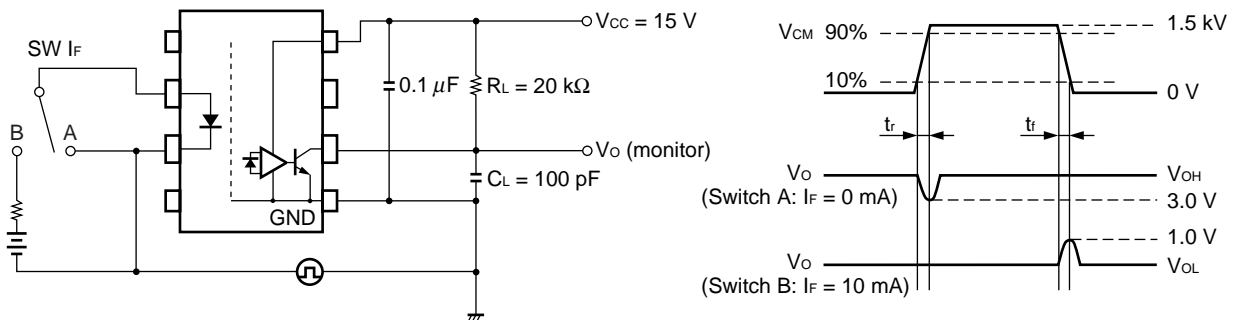 SW IF
B
A
GND
VCC = 15 V
0.1 μF
RL = 20 kΩ
VO (monitor)
CL = 100 pF
VCM 90%
10%
1.5 kV
0 V
tr
tf
VO
(Switch A: IF = 0 mA)
VOH
3.0 V
1.0 V
VO
(Switch B: IF = 10 mA)
VOL